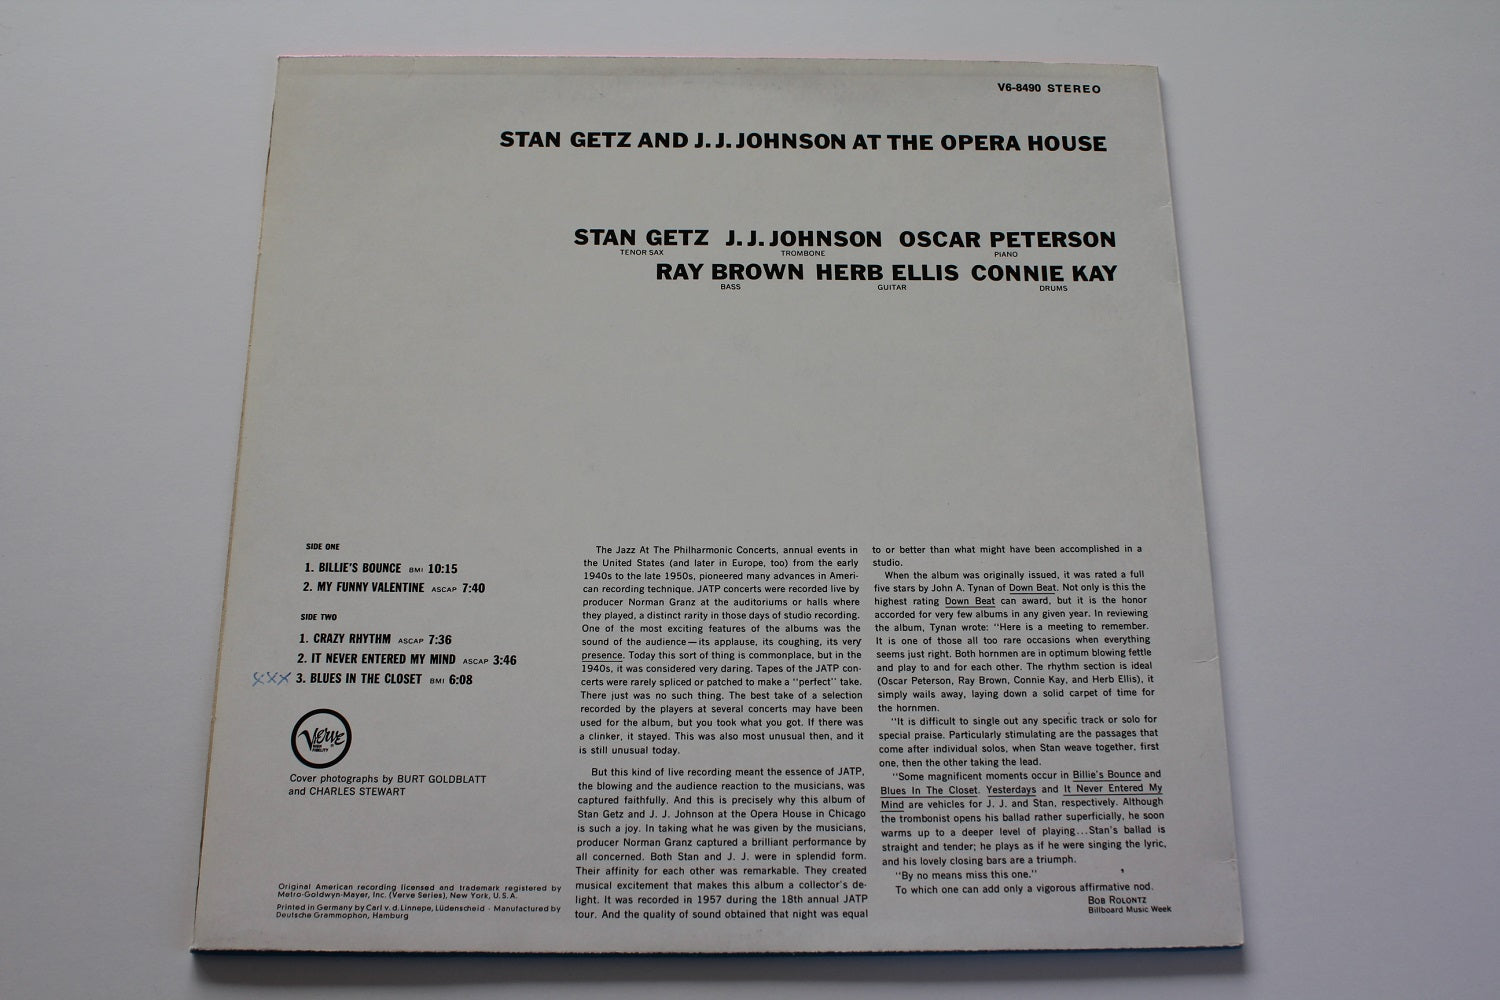 V6-8490 STEREO
STAN GETZ AND J.J. JOHNSON AT THE OPERA HOUSE
STAN GETZ J.J. JOHNSON OSCAR PETERSON
TENOR SAX TROMBONE PIANO
RAY BROWN HERB ELLIS CONNIE KAY
BASS GUITAR DRUMS
SIDE ONE
1. BILLIE'S BOUNCE BMI 10:15
2. MY FUNNY VALENTINE ASCAP 7:40
SIDE TWO
1. CRAZY RHYTHM ASCAP 7:36
2. IT NEVER ENTERED MY MIND ASCAP 3:46
xxx 3. BLUES IN THE CLOSET BMI 6:08
Verve
HIGH FIDELITY
Cover photographs by BURT GOLDBLATT
and CHARLES STEWART
Original American recording licensed and trademark registered by
Metro-Goldwyn-Mayer, Inc. (Verve Series), New York, U.S.A.
Printed in Germany by Carl v. d. Linnepe, Lüdenscheid - Manufactured by
Deutsche Grammophon, Hamburg
The Jazz At The Philharmonic Concerts, annual events in
the United States (and later in Europe, too) from the early
1940s to the late 1950s, pioneered many advances in Ameri-
can recording technique. JATP concerts were recorded live by
producer Norman Granz at the auditoriums or halls where
they played, a distinct rarity in those days of studio recording.
One of the most exciting features of the albums was the
sound of the audience—its applause, its coughing, its very
presence. Today this sort of thing is commonplace, but in the
1940s, it was considered very daring. Tapes of the JATP con-
certs were rarely spliced or patched to make a "perfect" take.
There just was no such thing. The best take of a selection
recorded by the players at several concerts may have been
used for the album, but you took what you got. If there was
a clinker, it stayed. This was also most unusual then, and it
is still unusual today.
But this kind of live recording meant the essence of JATP,
the blowing and the audience reaction to the musicians, was
captured faithfully. And this is precisely why this album of
Stan Getz and J. J. Johnson at the Opera House in Chicago
is such a joy. In taking what he was given by the musicians,
producer Norman Granz captured a brilliant performance by
all concerned. Both Stan and J. J. were in splendid form.
Their affinity for each other was remarkable. They created
musical excitement that makes this album a collector's de-
light. It was recorded in 1957 during the 18th annual JATP
tour. And the quality of sound obtained that night was equal
to or better than what might have been accomplished in a
studio.
When the album was originally issued, it was rated a full
five stars by John A. Tynan of Down Beat. Not only is this the
highest rating Down Beat can award, but it is the honor
accorded for very few albums in any given year. In reviewing
the album, Tynan wrote: "Here is a meeting to remember.
It is one of those all too rare occasions when everything
seems just right. Both hornmen are in optimum blowing fettle
and play to and for each other. The rhythm section is ideal
(Oscar Peterson, Ray Brown, Connie Kay, and Herb Ellis), it
simply wails away, laying down a solid carpet of time for
the hornmen.
"It is difficult to single out any specific track or solo for
special praise. Particularly stimulating are the passages that
come after individual solos, when Stan weave together, first
one, then the other taking the lead.
"Some magnificent moments occur in Billie's Bounce and
Blues In The Closet. Yesterdays and It Never Entered My
Mind are vehicles for J. J. and Stan, respectively. Although
the trombonist opens his ballad rather superficially, he soon
warms up to a deeper level of playing...Stan's ballad is
straight and tender; he plays as if he were singing the lyric,
and his lovely closing bars are a triumph.
"By no means miss this one."
To which one can add only a vigorous affirmative nod.
BOB ROLONTZ
Billboard Music Week